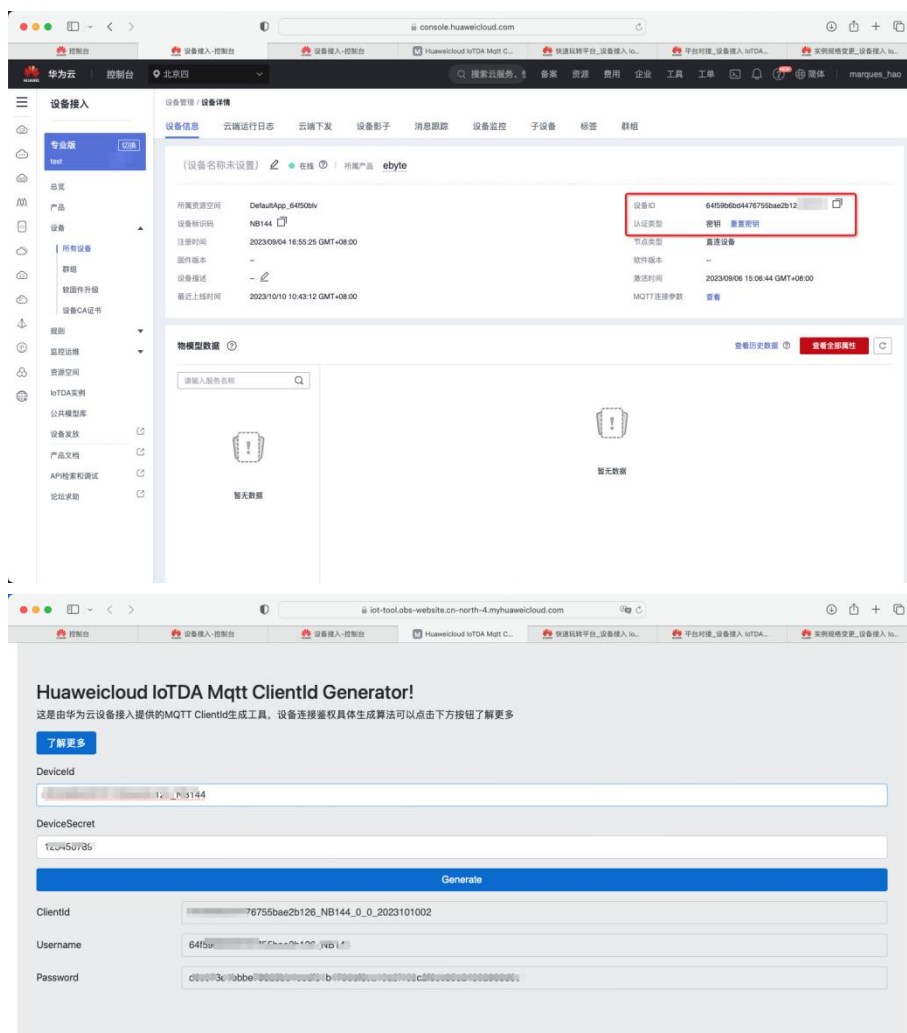 console.huaweicloud.com
控制台
设备接入-控制台
设备接入-控制台
Huaweicloud IoTDA Mqtt C...
快速玩转平台_设备接入 Io...
平台对接_设备接入 IoTDA...
实例规格变更_设备接入 Io...
华为云 控制台 北京四 搜索云服务、 备案 资源 费用 企业 工具 工单 简体 marques_hao
设备接入
专业版 切换
test
总览
产品
设备
所有设备
群组
软固件升级
设备CA证书
规则
监控运维
资源空间
IoTDA实例
公共模型库
设备发放
产品文档
API检索和调试
论坛求助
设备管理 / 设备详情
设备信息 云端运行日志 云端下发 设备影子 消息跟踪 设备监控 子设备 标签 群组
(设备名称未设置) 在线 所属产品 ebyte
所属资源空间 DefaultApp_64f50blv
设备标识码 NB144
注册时间 2023/09/04 16:55:25 GMT+08:00
固件版本 --
设备描述 --
最近上线时间 2023/10/10 10:43:12 GMT+08:00
设备ID 64f59b6bd4476755bae2b12
认证类型 密钥 重置密钥
节点类型 直连设备
软件版本 --
激活时间 2023/09/06 15:06:44 GMT+08:00
MQTT连接参数 查看
物模型数据 查看历史数据 查看全部属性
请输入服务名称
暂无数据
暂无数据
iot-tool.obs-website.cn-north-4.myhuaweicloud.com
控制台
设备接入-控制台
设备接入-控制台
Huaweicloud IoTDA Mqtt C...
快速玩转平台_设备接入 Io...
平台对接_设备接入 IoTDA...
实例规格变更_设备接入 Io...
Huaweicloud IoTDA Mqtt ClientId Generator!
这是由华为云设备接入提供的MQTT ClientId生成工具，设备连接鉴权具体生成算法可以点击下方按钮了解更多
了解更多
DeviceId
DeviceSecret
Generate
ClientId 76755bae2b126_NB144_0_0_2023101002
Username
Password